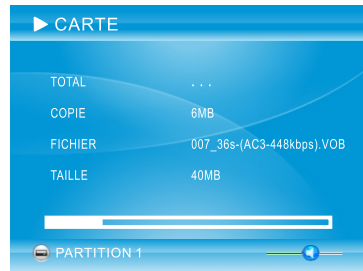 CARTE
TOTAL . . .
COPIE 6MB
FICHIER 007_36s-(AC3-448kbps).VOB
TAILLE 40MB
PARTITION 1